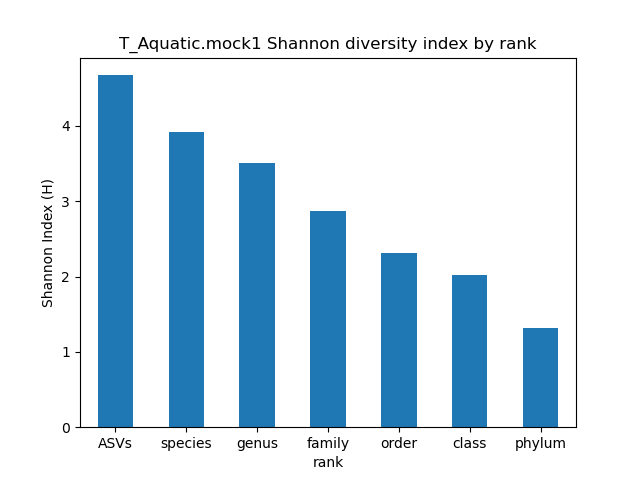 T_Aquatic.mock1 Shannon diversity index by rank
Shannon Index (H)
4
3
2
1
0
ASVs species genus family order class phylum
rank